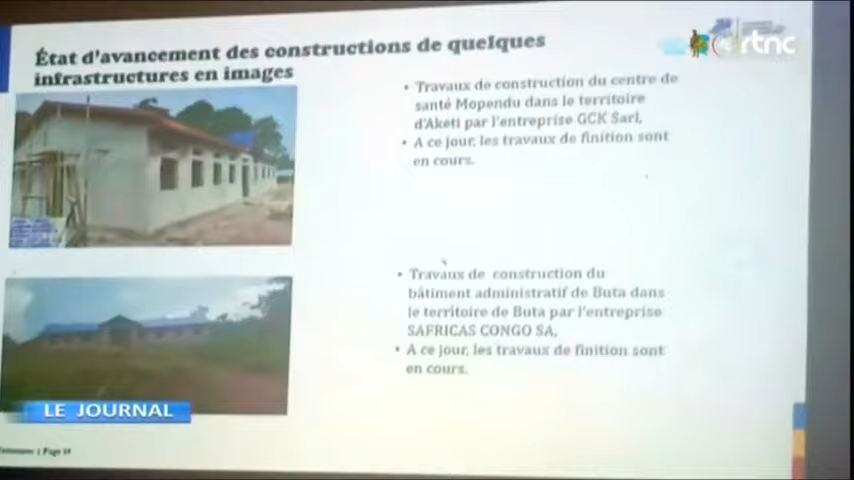 État d'avancement des constructions de quelques
infrastructures en images
rtnc
• Travaux de construction du centre de
santé Mopendu dans le territoire
d'Aketi par l'entreprise GCK Sarl,
• A ce jour, les travaux de finition sont
en cours.
• Travaux de construction du
bâtiment administratif de Buta dans
le territoire de Buta par l'entreprise
SAFRICAS CONGO SA,
• A ce jour, les travaux de finition sont
en cours.
LE JOURNAL
| Page 14